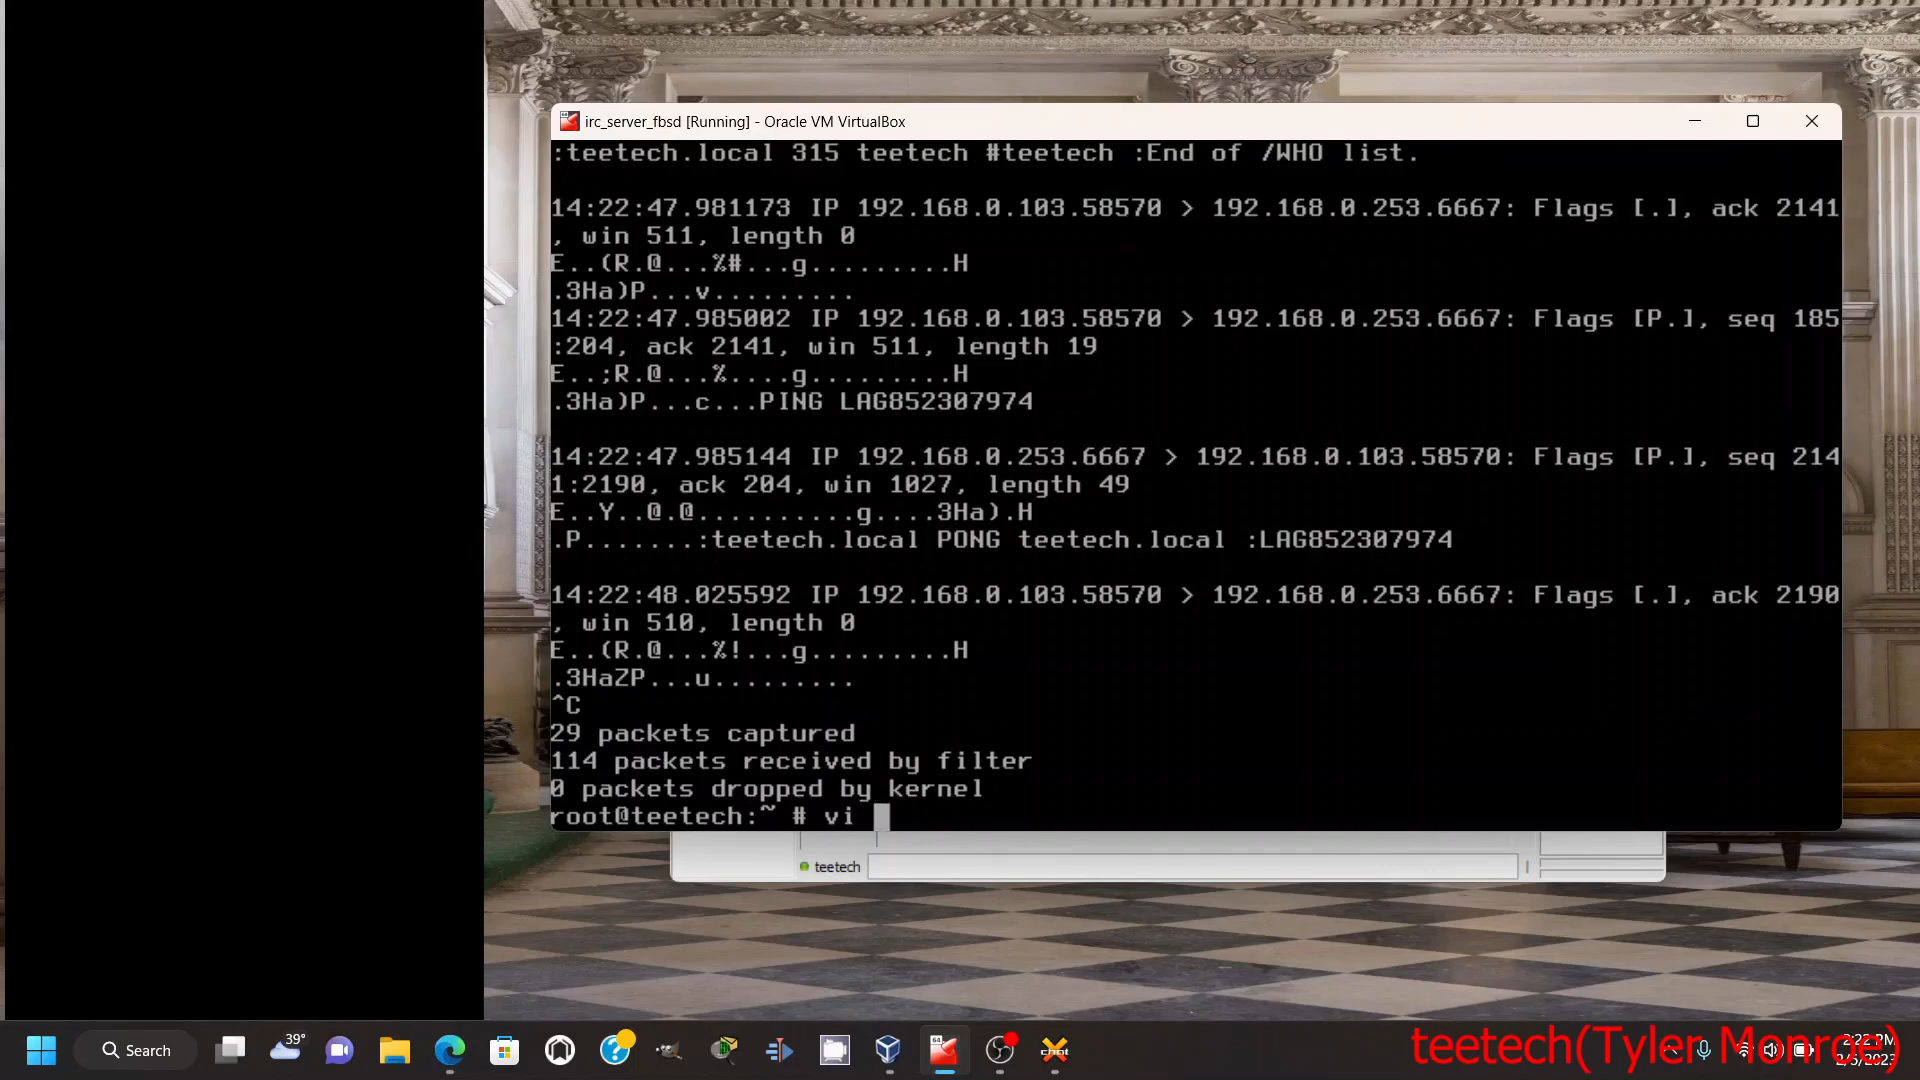 irc_server_fbsd [Running] - Oracle VM VirtualBox
:teetech.local 315 teetech #teetech :End of /WHO list.
14:22:47.981173 IP 192.168.0.103.58570 > 192.168.0.253.6667: Flags [.], ack 2141
, win 511, length 0
E..(R.@...%#...g.........H
.3Ha)P...v.........
14:22:47.985002 IP 192.168.0.103.58570 > 192.168.0.253.6667: Flags [P.], seq 185
:204, ack 2141, win 511, length 19
E..;R.@...%....g.........H
.3Ha)P...c...PING LAG852307974
14:22:47.985144 IP 192.168.0.253.6667 > 192.168.0.103.58570: Flags [P.], seq 214
1:2190, ack 204, win 1027, length 49
E..Y..@.@..........g....3Ha).H
.P.......:teetech.local PONG teetech.local :LAG852307974
14:22:48.025592 IP 192.168.0.103.58570 > 192.168.0.253.6667: Flags [.], ack 2190
, win 510, length 0
E..(R.@...%!...g.........H
.3HaZP...u.........
^C
29 packets captured
114 packets received by filter
0 packets dropped by kernel
root@teetech:~ # vi
teetech
Search
39°
chat
teetech(Tyler Monroe)